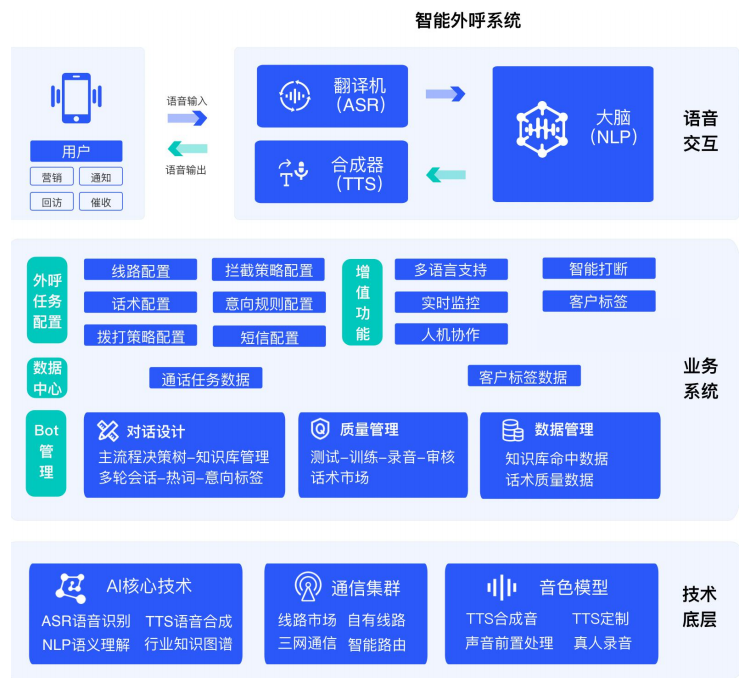 智能外呼系统
用户
营销
通知
回访
催收
语音输入
语音输出
翻译机
(ASR)
合成器
(TTS)
大脑
(NLP)
语音
交互
外呼
任务
配置
线路配置
拦截策略配置
话术配置
意向规则配置
拨打策略配置
短信配置
增
值
功
能
多语言支持
智能打断
实时监控
客户标签
人机协作
数据
中心
通话任务数据
客户标签数据
业务
系统
Bot
管
理
对话设计
主流程决策树–知识库管理
多轮会话–热词–意向标签
质量管理
测试–训练–录音–审核
话术市场
数据管理
知识库命中数据
话术质量数据
AI核心技术
ASR语音识别 TTS语音合成
NLP语义理解 行业知识图谱
通信集群
线路市场 自有线路
三网通信 智能路由
音色模型
TTS合成音 TTS定制
声音前置处理 真人录音
技术
底层